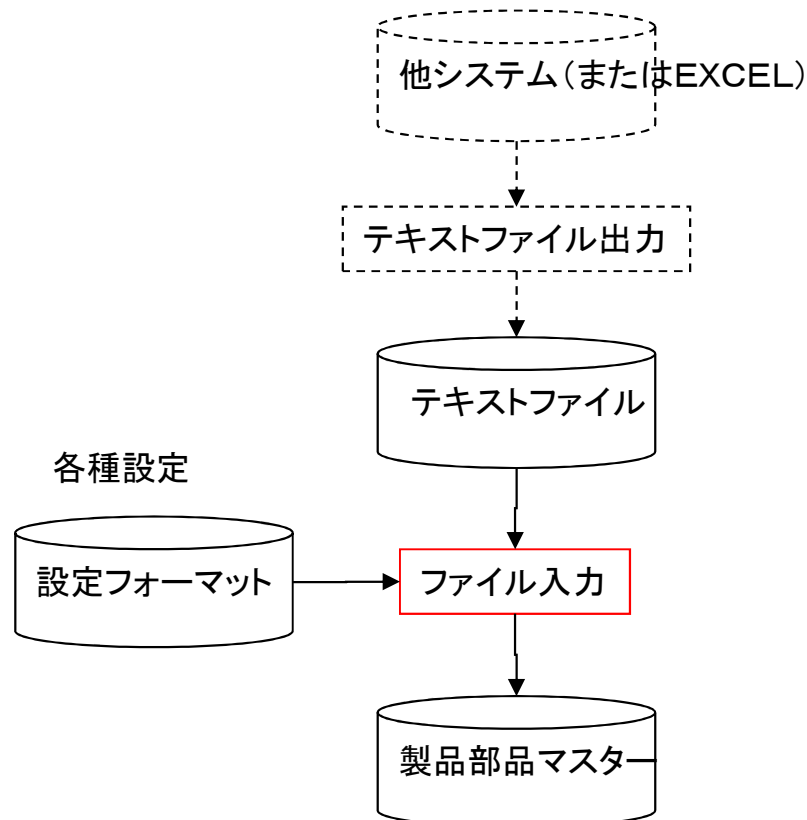 他システム（またはEXCEL）
テキストファイル出力
テキストファイル
各種設定
設定フォーマット
ファイル入力
製品部品マスター